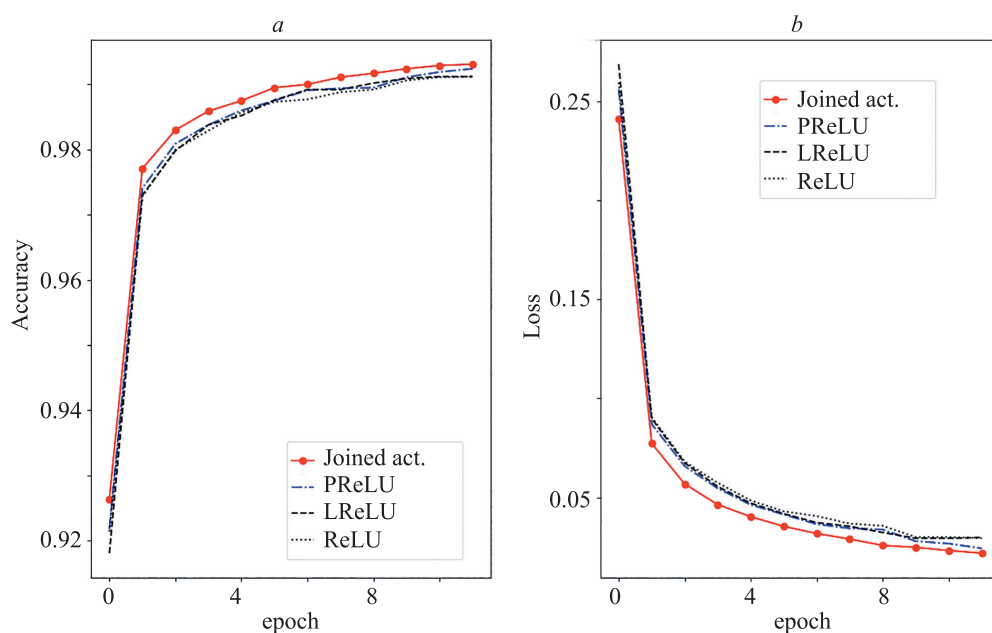 a
Accuracy
0.98
0.96
0.94
0.92
0
4
8
epoch
Joined act.
PReLU
LReLU
ReLU
b
Loss
0.25
0.15
0.05
0
4
8
epoch
Joined act.
PReLU
LReLU
ReLU